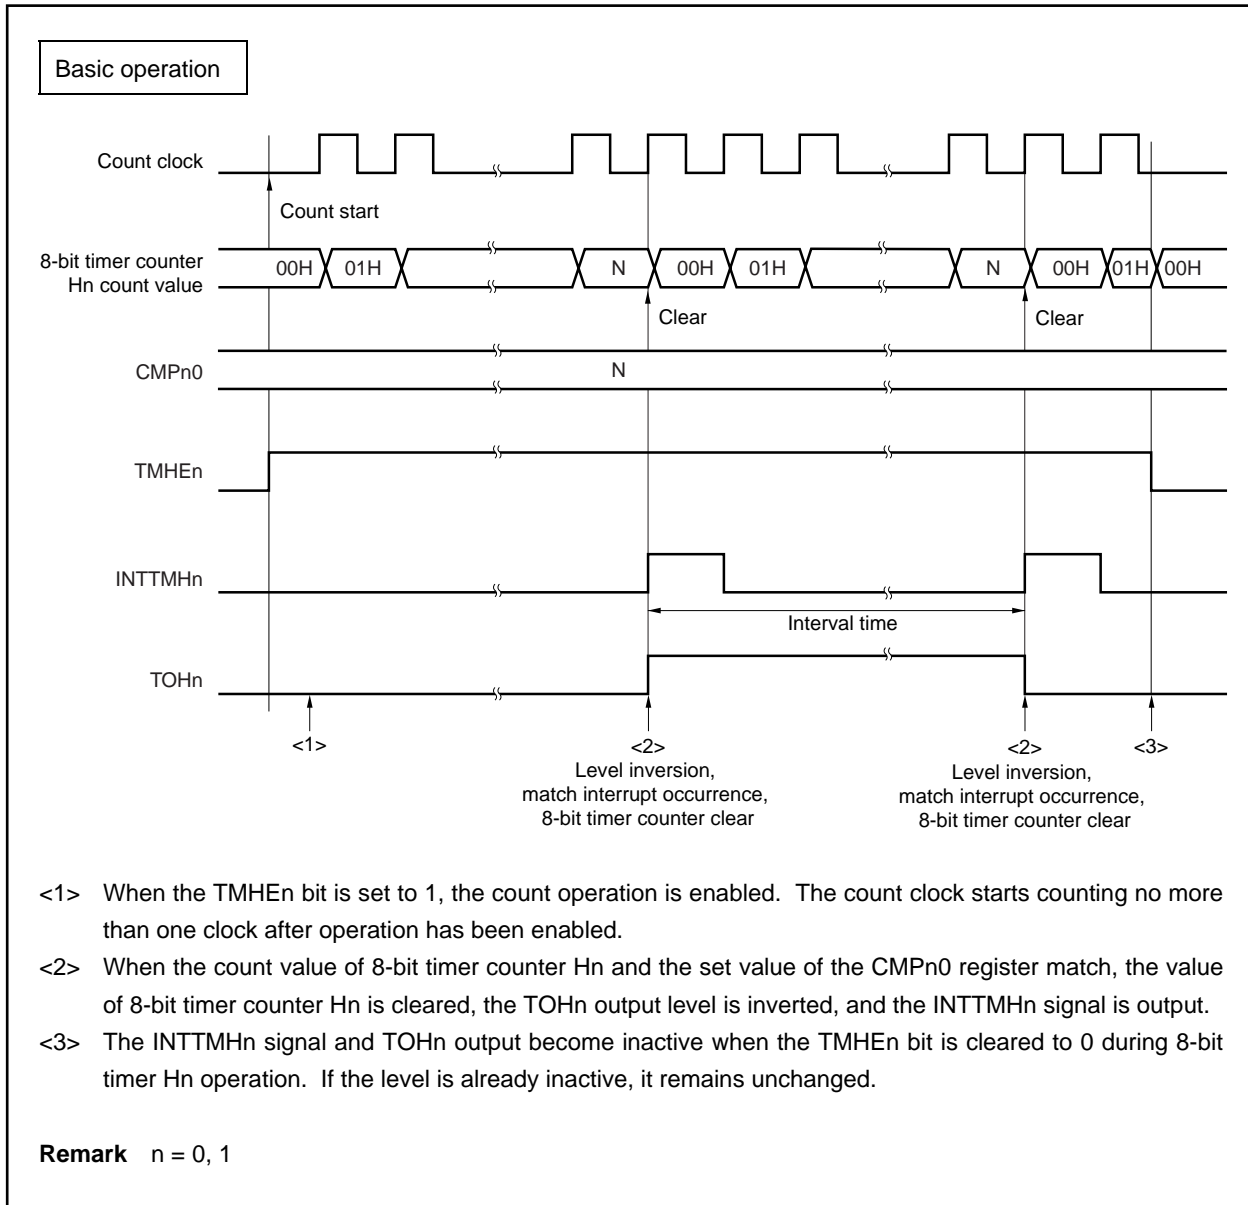 Basic operation
Count clock
Count start
8-bit timer counter
Hn count value
00H 01H N 00H 01H N 00H 01H 00H
Clear Clear
CMPn0 N
TMHEn
INTTMHn
Interval time
TOHn
<1> <2> <2> <3>
Level inversion,
match interrupt occurrence,
8-bit timer counter clear
Level inversion,
match interrupt occurrence,
8-bit timer counter clear
<1> When the TMHEn bit is set to 1, the count operation is enabled. The count clock starts counting no more
than one clock after operation has been enabled.
<2> When the count value of 8-bit timer counter Hn and the set value of the CMPn0 register match, the value
of 8-bit timer counter Hn is cleared, the TOHn output level is inverted, and the INTTMHn signal is output.
<3> The INTTMHn signal and TOHn output become inactive when the TMHEn bit is cleared to 0 during 8-bit
timer Hn operation. If the level is already inactive, it remains unchanged.
Remark n = 0, 1